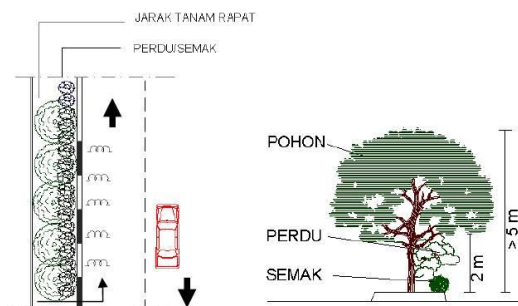 JARAK TANAM RAPAT
PERDU/SEMAK
POHON
PERDU
SEMAK
2 m
> 5 m